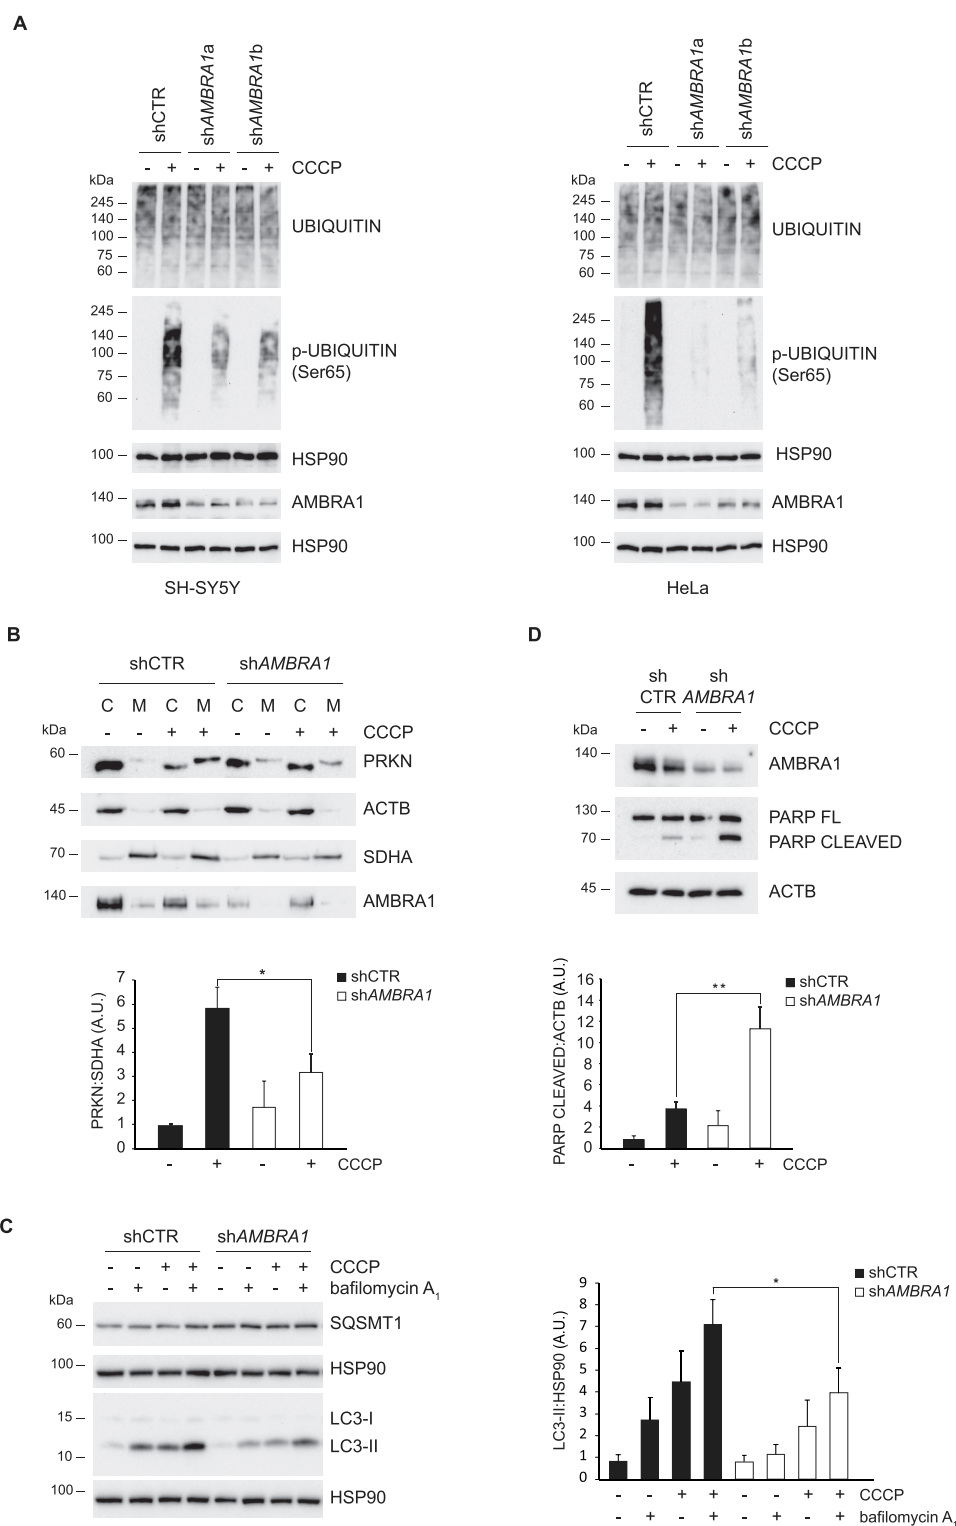 A
shCTR
shAMBRA1a
shAMBRA1b
- + - + - + CCCP
kDa
245
140
100
75
60
UBIQUITIN
245
140
100
75
60
p-UBIQUITIN
(Ser65)
100
HSP90
140
AMBRA1
100
HSP90
SH-SY5Y
shCTR
shAMBRA1a
shAMBRA1b
- + - + - + CCCP
kDa
245
140
100
75
60
UBIQUITIN
245
140
100
75
60
p-UBIQUITIN
(Ser65)
100
HSP90
140
AMBRA1
100
HSP90
HeLa
B
shCTR shAMBRA1
C M C M C M C M
- - + + - - + + CCCP
kDa
60
PRKN
45
ACTB
70
SDHA
140
AMBRA1
PRKN:SDHA (A.U.)
7
6
5
4
3
2
1
0
*
shCTR
shAMBRA1
- + - + CCCP
D
sh CTR
sh AMBRA1
- + - + CCCP
kDa
140
AMBRA1
130
PARP FL
70
PARP CLEAVED
45
ACTB
PARP CLEAVED:ACTB (A.U.)
16
14
12
10
8
6
4
2
0
**
shCTR
shAMBRA1
- + - + CCCP
C
shCTR shAMBRA1
- - + + - - + + CCCP
- + - + - + - + bafilomycin A1
kDa
60
SQSMT1
100
HSP90
15
LC3-I
10
LC3-II
100
HSP90
LC3-II:HSP90 (A.U.)
9
8
7
6
5
4
3
2
1
0
*
shCTR
shAMBRA1
- - + + - - + + CCCP
- + - + - + - + bafilomycin A1